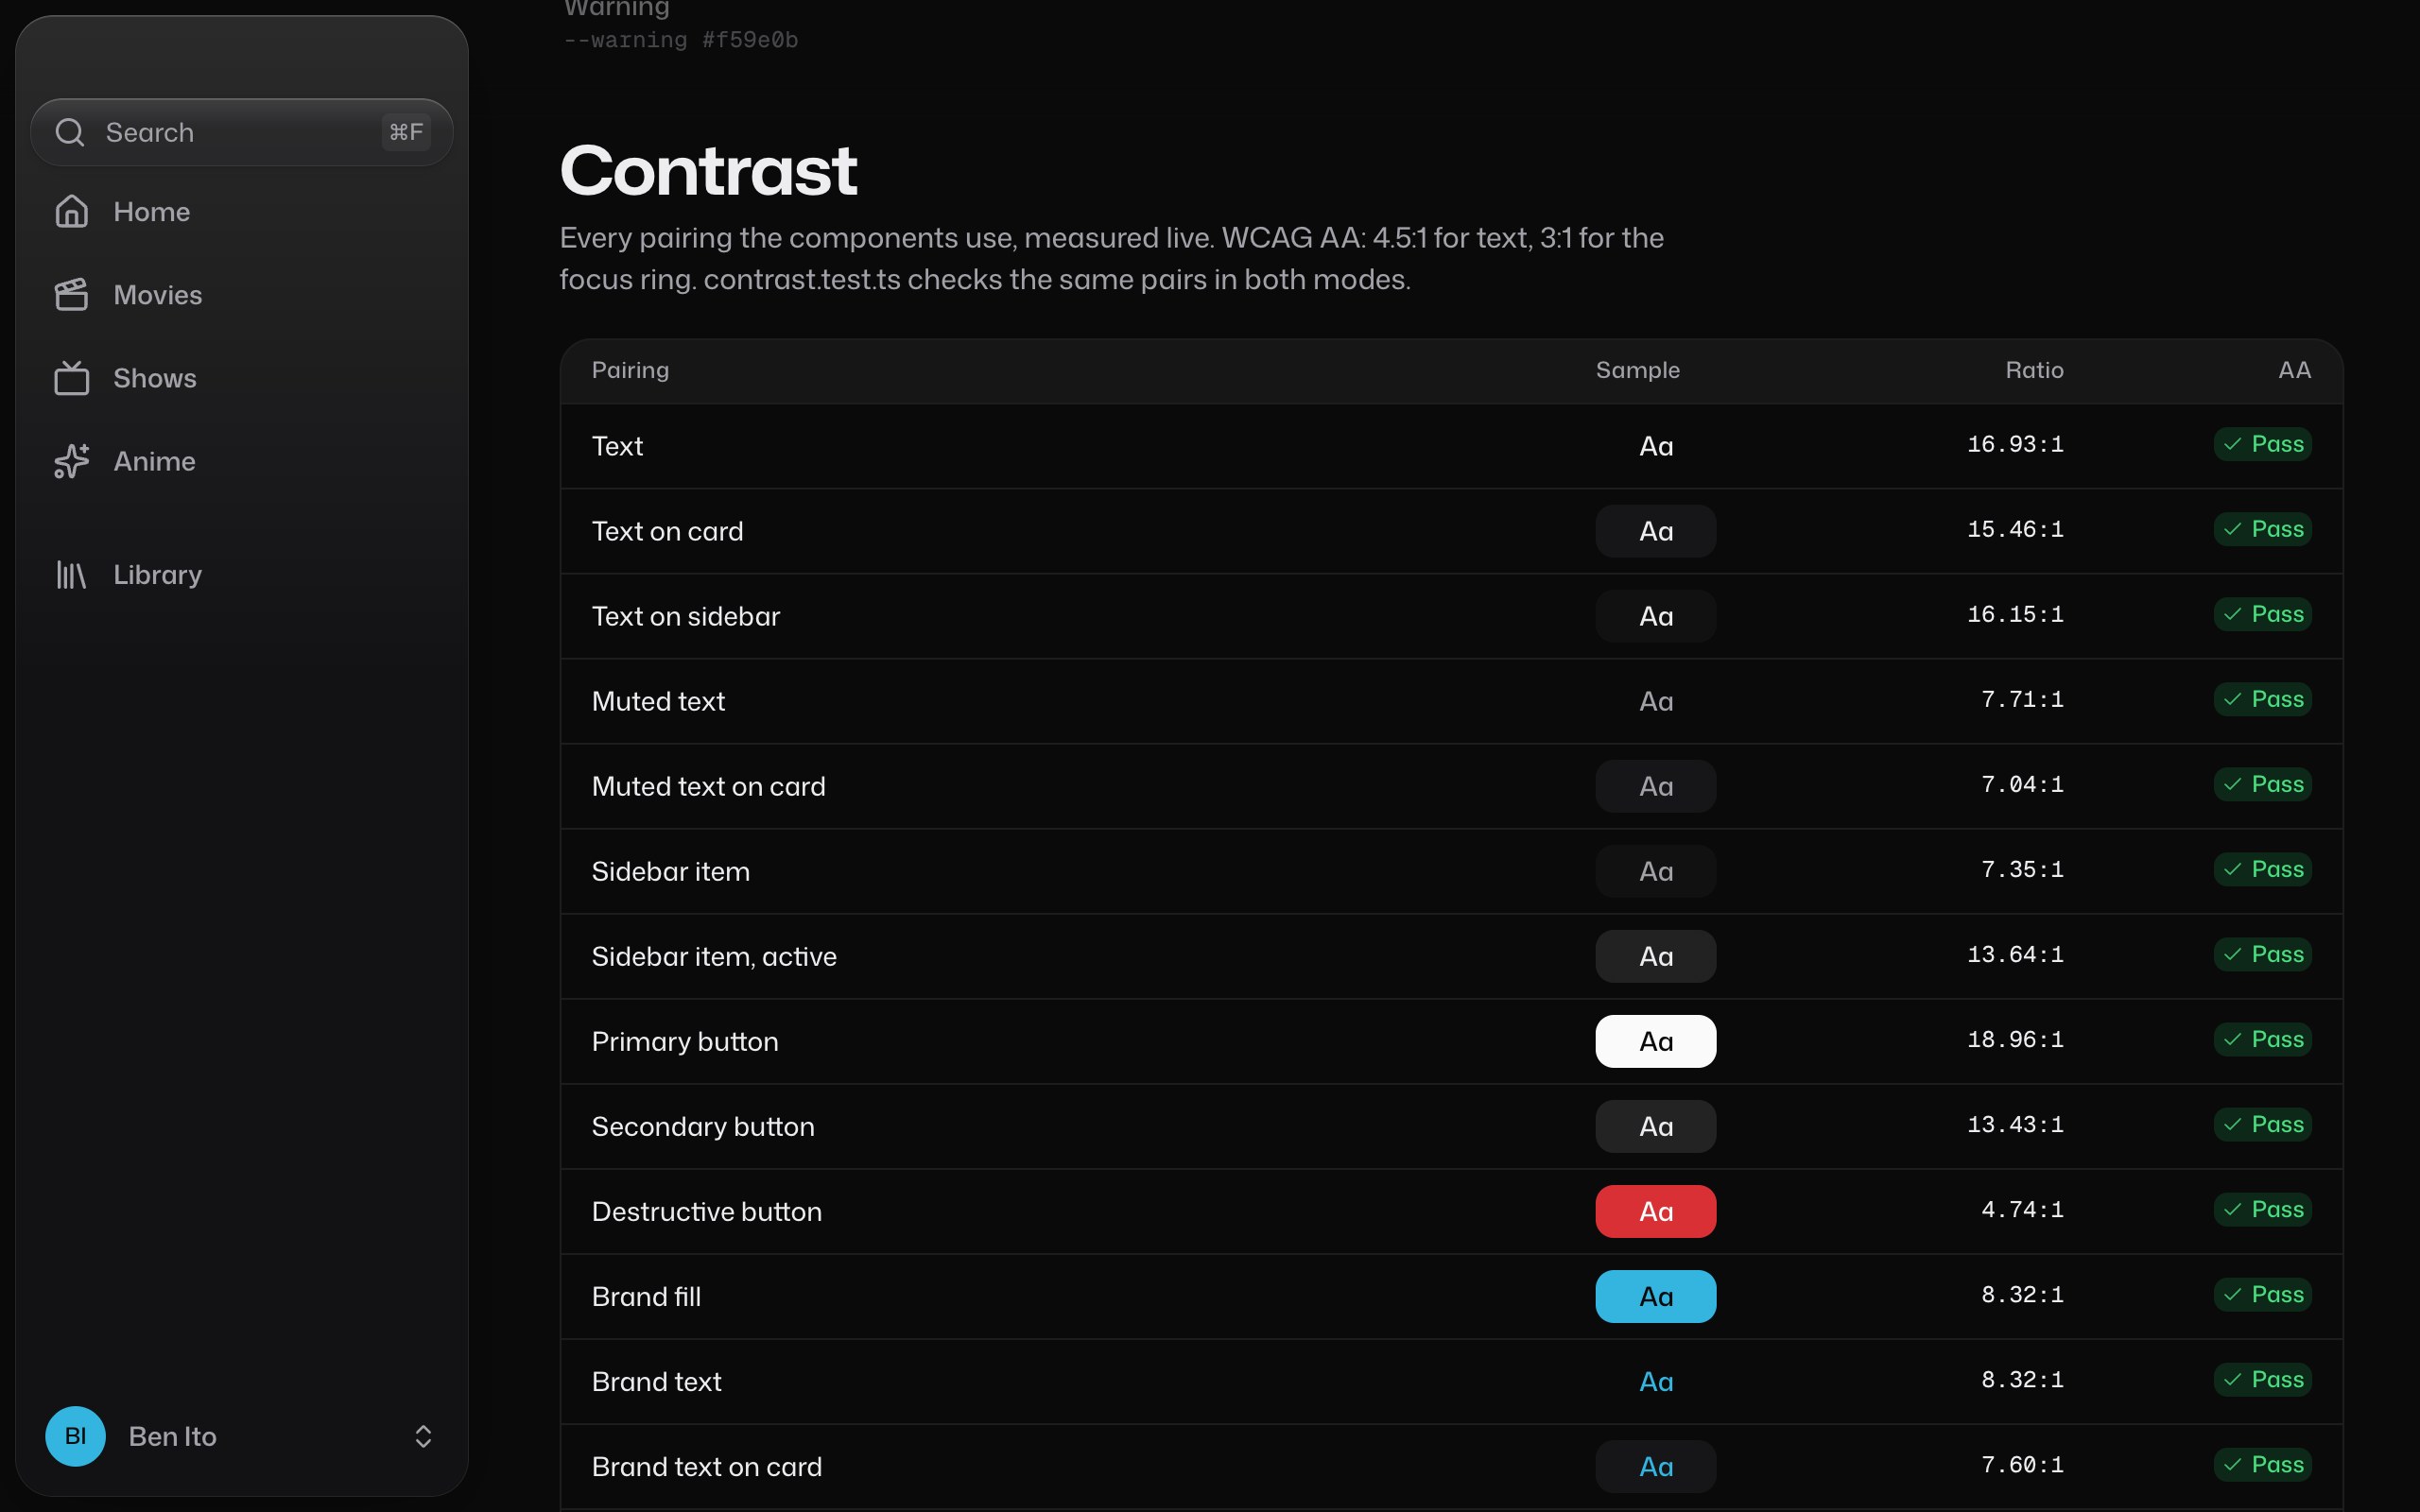 Search ⌘F
Home
Movies
Shows
Anime
Library
BI Ben Ito
Warning
--warning #f59e0b
Contrast
Every pairing the components use, measured live. WCAG AA: 4.5:1 for text, 3:1 for the
focus ring. contrast.test.ts checks the same pairs in both modes.
Pairing Sample Ratio AA
Text Aa 16.93:1 Pass
Text on card Aa 15.46:1 Pass
Text on sidebar Aa 16.15:1 Pass
Muted text Aa 7.71:1 Pass
Muted text on card Aa 7.04:1 Pass
Sidebar item Aa 7.35:1 Pass
Sidebar item, active Aa 13.64:1 Pass
Primary button Aa 18.96:1 Pass
Secondary button Aa 13.43:1 Pass
Destructive button Aa 4.74:1 Pass
Brand fill Aa 8.32:1 Pass
Brand text Aa 8.32:1 Pass
Brand text on card Aa 7.60:1 Pass